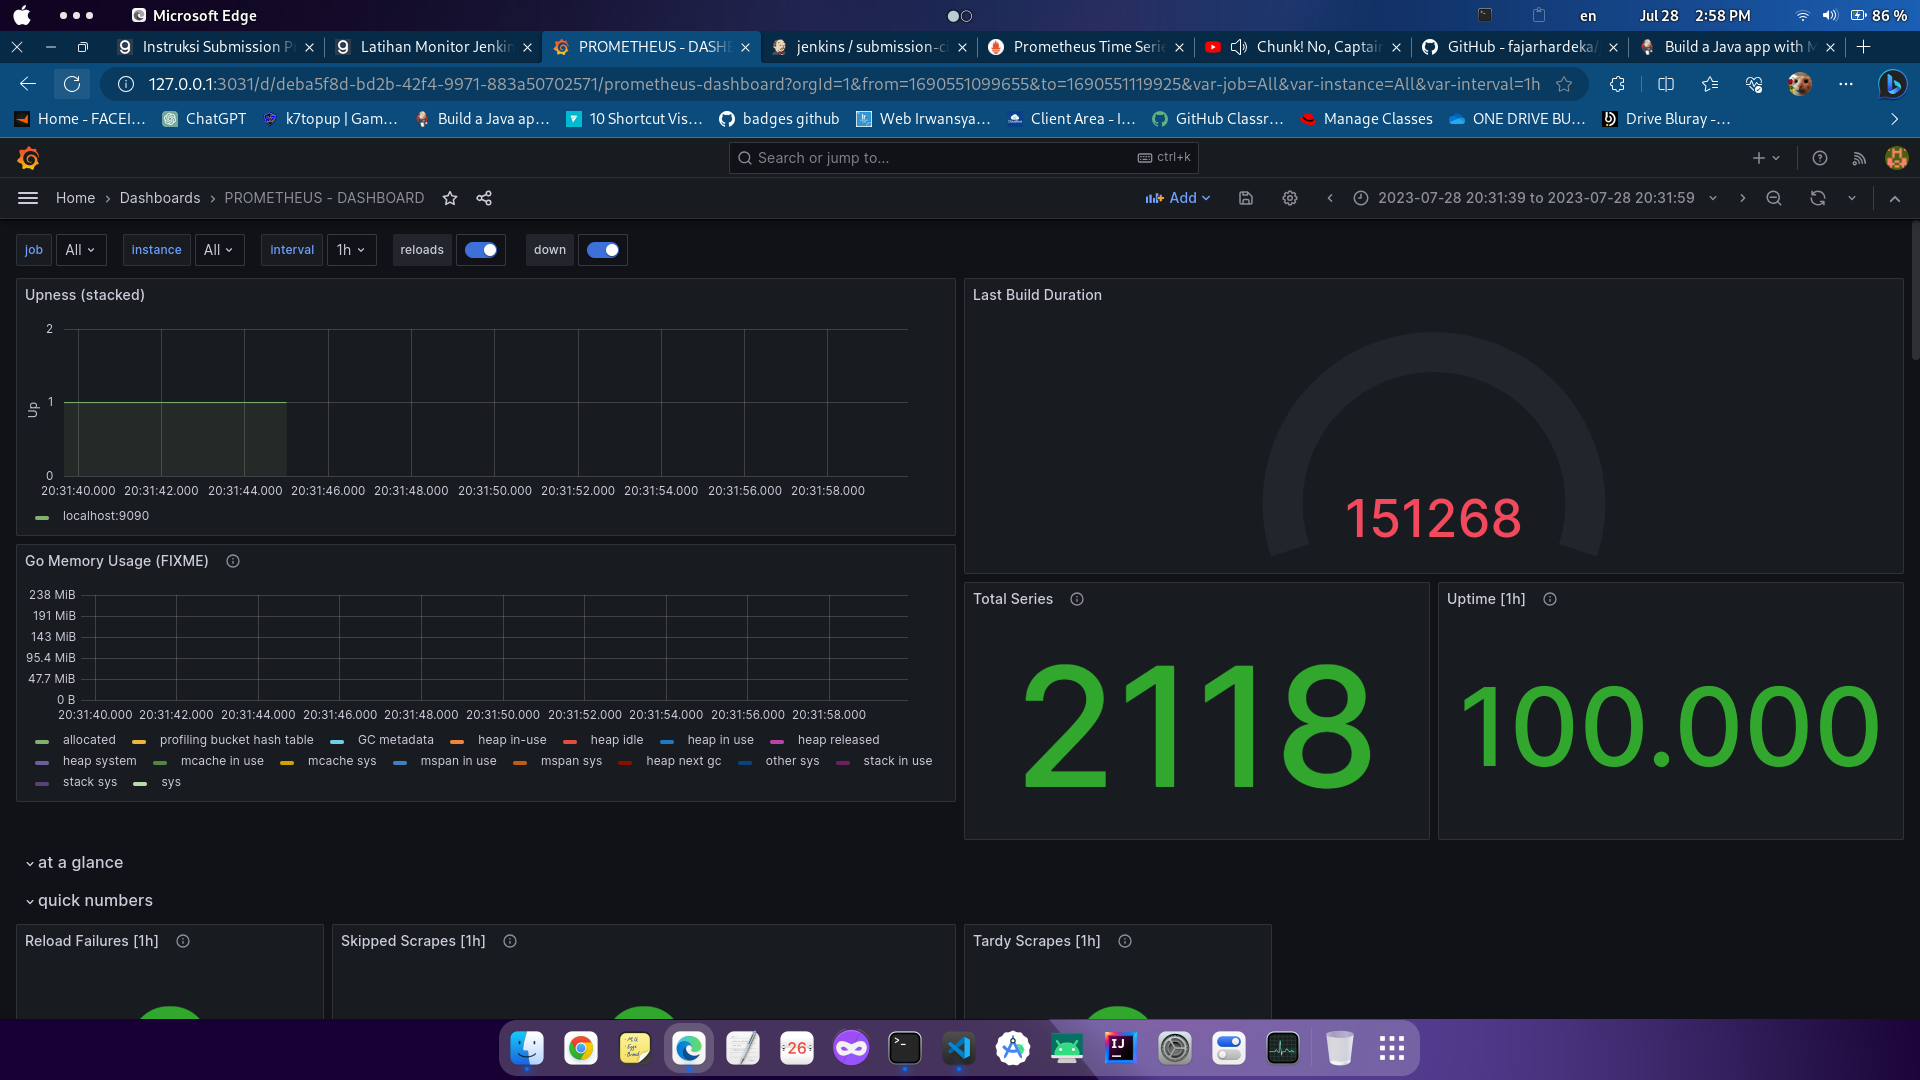 Microsoft Edge
en
Jul 28 2:58 PM
86 %
Instruksi Submission P
Latihan Monitor Jenkin
PROMETHEUS - DASH
jenkins / submission-ci
Prometheus Time Serie
Chunk! No, Captain
GitHub - fajarhardeka/
Build a Java app with M
127.0.0.1:3031/d/deba5f8d-bd2b-42f4-9971-883a50702571/prometheus-dashboard?orgId=1&from=1690551099655&to=1690551119925&var-job=All&var-instance=All&var-interval=1h
Home - FACEI...
ChatGPT
k7topup | Gam...
Build a Java ap...
10 Shortcut Vis...
badges github
Web Irwansya...
Client Area - I...
GitHub Classr...
Manage Classes
ONE DRIVE BU...
Drive Bluray -...
Search or jump to...
ctrl+k
Home › Dashboards › PROMETHEUS - DASHBOARD
Add
2023-07-28 20:31:39 to 2023-07-28 20:31:59
job All instance All interval 1h reloads down
Upness (stacked)
2
1
0
Up
20:31:40.000 20:31:42.000 20:31:44.000 20:31:46.000 20:31:48.000 20:31:50.000 20:31:52.000 20:31:54.000 20:31:56.000 20:31:58.000
localhost:9090
Last Build Duration
151268
Go Memory Usage (FIXME)
238 MiB
191 MiB
143 MiB
95.4 MiB
47.7 MiB
0 B
20:31:40.000 20:31:42.000 20:31:44.000 20:31:46.000 20:31:48.000 20:31:50.000 20:31:52.000 20:31:54.000 20:31:56.000 20:31:58.000
allocated profiling bucket hash table GC metadata heap in-use heap idle heap in use heap released
heap system mcache in use mcache sys mspan in use mspan sys heap next gc other sys stack in use
stack sys sys
Total Series
2118
Uptime [1h]
100.000
at a glance
quick numbers
Reload Failures [1h]
Skipped Scrapes [1h]
Tardy Scrapes [1h]
26
IJ